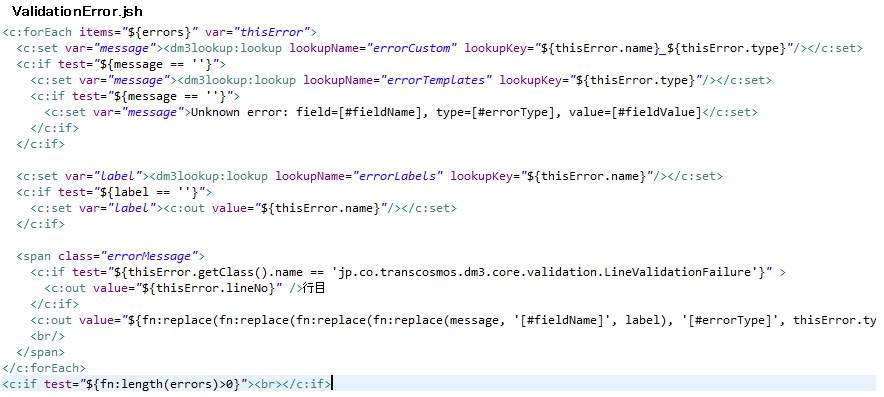 ValidationError.jsh
<c:forEach items="${errors}" var="thisError">
<c:set var="message"><dm3lookup:lookup lookupName="errorCustom" lookupKey="${thisError.name}_${thisError.type}"/></c:set>
<c:if test="${message == ''}">
<c:set var="message"><dm3lookup:lookup lookupName="errorTemplates" lookupKey="${thisError.type}"/></c:set>
<c:if test="${message == ''}">
<c:set var="message">Unknown error: field=[#fieldName], type=[#errorType], value=[#fieldValue]</c:set>
</c:if>
</c:if>
<c:set var="label"><dm3lookup:lookup lookupName="errorLabels" lookupKey="${thisError.name}"/></c:set>
<c:if test="${label == ''}">
<c:set var="label"><c:out value="${thisError.name}"/></c:set>
</c:if>
<span class="errorMessage">
<c:if test="${thisError.getClass().name == 'jp.co.transcosmos.dm3.core.validation.LineValidationFailure'}" >
<c:out value="${thisError.lineNo}" />行目
</c:if>
<c:out value="${fn:replace(fn:replace(fn:replace(fn:replace(message, '[#fieldName]', label), '[#errorType]', thisError.ty
<br/>
</span>
</c:forEach>
<c:if test="${fn:length(errors)>0}"><br></c:if>